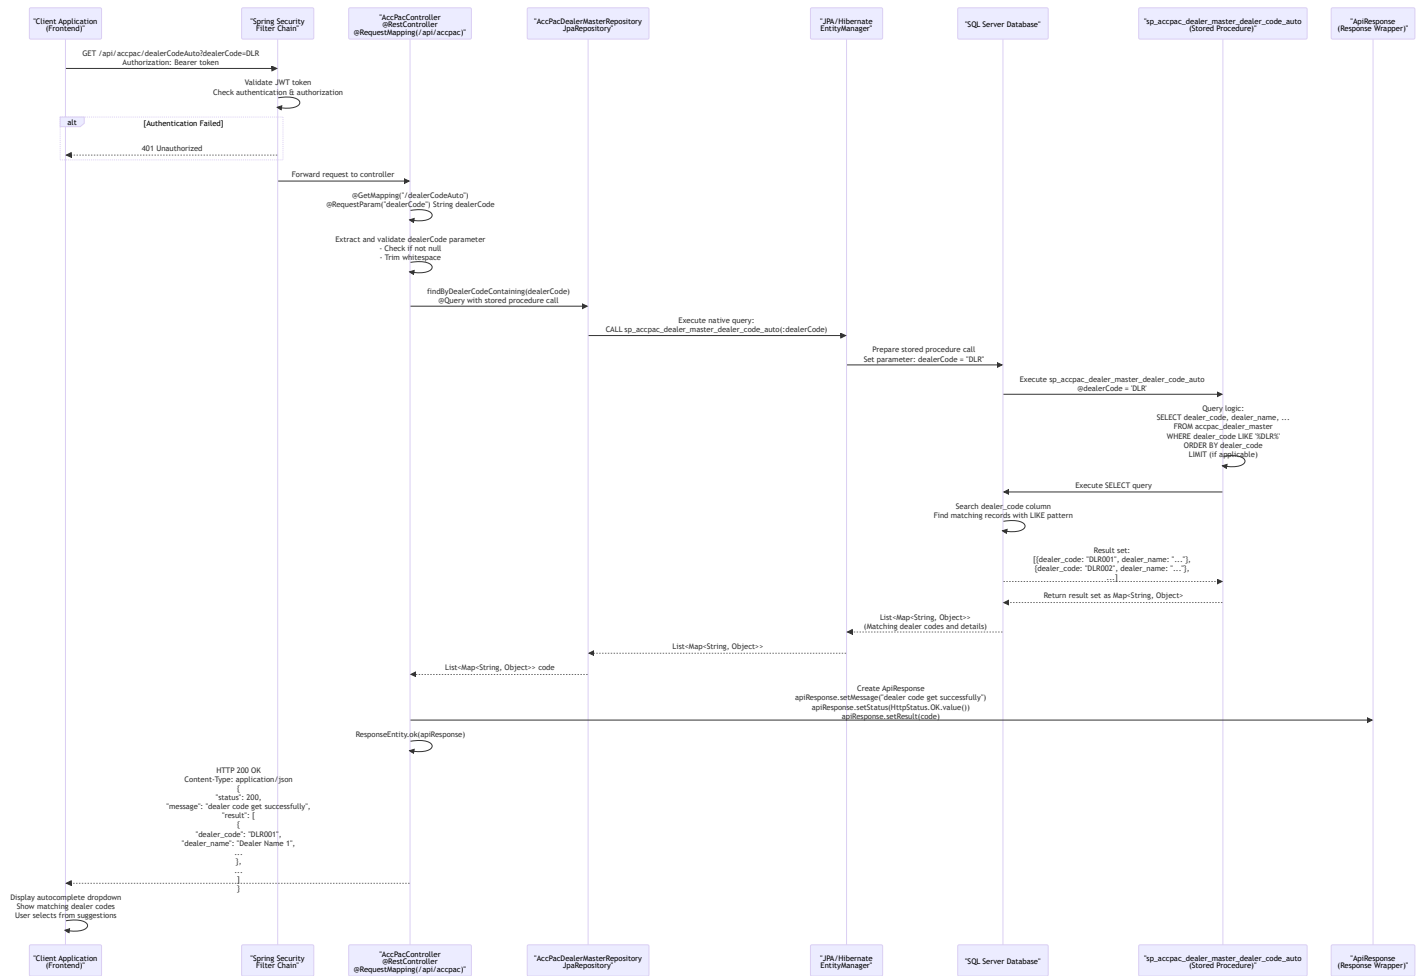 "Client Application
(Frontend)"
"Spring Security
Filter Chain"
"AccPacController
@RestController
@RequestMapping(/api/accpac)"
"AccPacDealerMasterRepository
JpaRepository"
"JPA/Hibernate
EntityManager"
"SQL Server Database"
"sp_accpac_dealer_master_dealer_code_auto
(Stored Procedure)"
"ApiResponse
(Response Wrapper)"
GET /api/accpac/dealerCodeAuto?dealerCode=DLR
Authorization: Bearer token
Validate JWT token
Check authentication & authorization
alt
[Authentication Failed]
401 Unauthorized
Forward request to controller
@GetMapping("/dealerCodeAuto")
@RequestParam("dealerCode") String dealerCode
Extract and validate dealerCode parameter
- Check if not null
- Trim whitespace
findByDealerCodeContaining(dealerCode)
@Query with stored procedure call
Execute native query:
CALL sp_accpac_dealer_master_dealer_code_auto(:dealerCode)
Prepare stored procedure call
Set parameter: dealerCode = "DLR"
Execute sp_accpac_dealer_master_dealer_code_auto
@dealerCode = 'DLR'
Query logic:
SELECT dealer_code, dealer_name, ...
FROM accpac_dealer_master
WHERE dealer_code LIKE '%DLR%'
ORDER BY dealer_code
LIMIT (if applicable)
Execute SELECT query
Search dealer_code column
Find matching records with LIKE pattern
Result set:
[{dealer_code: "DLR001", dealer_name: "..."},
{dealer_code: "DLR002", dealer_name: "..."},
...]
Return result set as Map<String, Object>
List<Map<String, Object>>
(Matching dealer codes and details)
List<Map<String, Object>>
List<Map<String, Object>> code
Create ApiResponse
apiResponse.setMessage("dealer code get successfully")
apiResponse.setStatus(HttpStatus.OK.value())
apiResponse.setResult(code)
ResponseEntity.ok(apiResponse)
HTTP 200 OK
Content-Type: application/json
{
"status": 200,
"message": "dealer code get successfully",
"result": [
{
"dealer_code": "DLR001",
"dealer_name": "Dealer Name 1",
...
},
...
]
}
Display autocomplete dropdown
Show matching dealer codes
User selects from suggestions
"Client Application
(Frontend)"
"Spring Security
Filter Chain"
"AccPacController
@RestController
@RequestMapping(/api/accpac)"
"AccPacDealerMasterRepository
JpaRepository"
"JPA/Hibernate
EntityManager"
"SQL Server Database"
"sp_accpac_dealer_master_dealer_code_auto
(Stored Procedure)"
"ApiResponse
(Response Wrapper)"